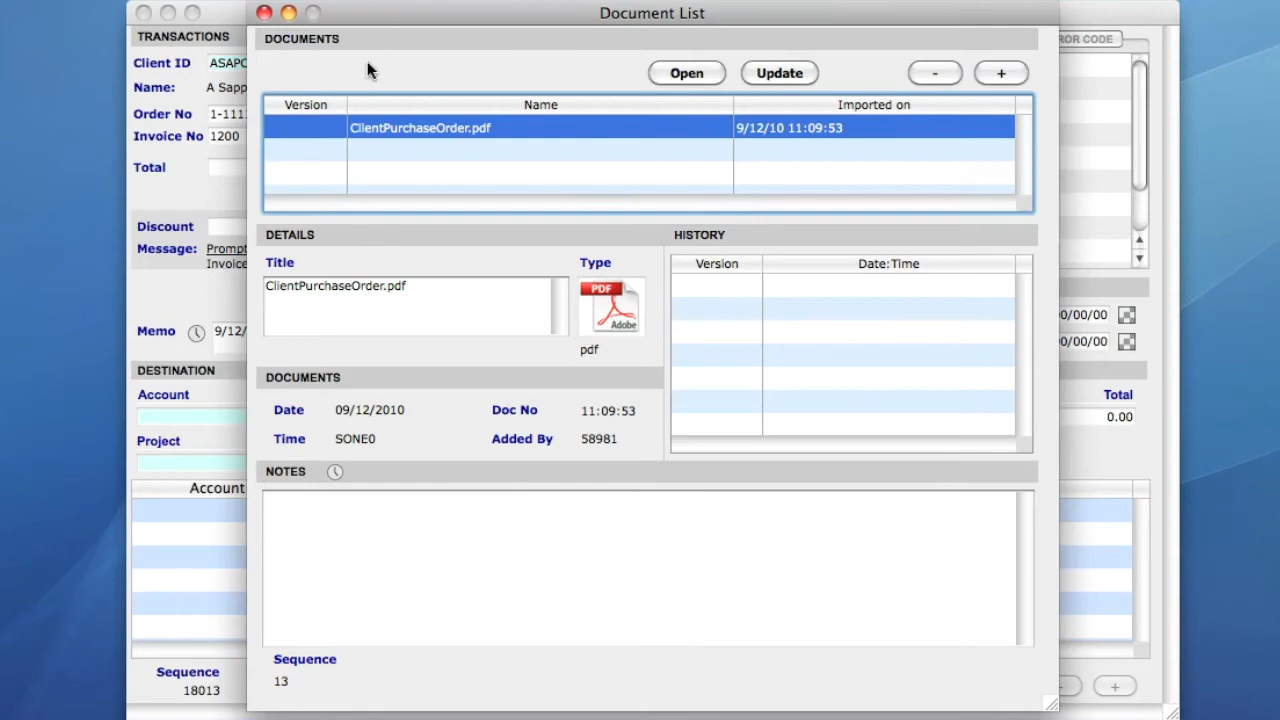 Document List
TRANSACTIONS
Client ID ASAPC
Name: A Sapp
Order No 1-111
Invoice No 1200
Total
Discount
Message: Prompt
Invoice
Memo 9/12/
DESTINATION
Account
Project
Account
Sequence
18013
DOCUMENTS
Open Update - +
Version Name Imported on
ClientPurchaseOrder.pdf 9/12/10 11:09:53
DETAILS
Title Type
ClientPurchaseOrder.pdf
PDF
Adobe
pdf
HISTORY
Version Date:Time
DOCUMENTS
Date 09/12/2010 Doc No 11:09:53
Time SONE0 Added By 58981
NOTES
Sequence
13
ROR CODE
0/00/00
0/00/00
Total
0.00
- +